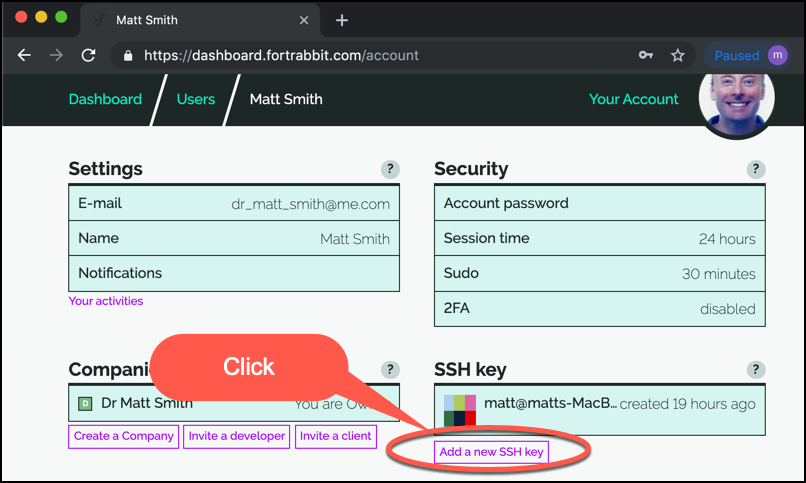 Matt Smith
https://dashboard.fortrabbit.com/account
Paused
m
Dashboard
Users
Matt Smith
Your Account
Settings
?
E-mail
dr_matt_smith@me.com
Name
Matt Smith
Notifications
Your activities
Security
?
Account password
Session time
24 hours
Sudo
30 minutes
2FA
disabled
Companie
?
D
Dr Matt Smith
You are Ow
Create a Company
Invite a developer
Invite a client
Click
SSH key
?
matt@matts-MacB... created 19 hours ago
Add a new SSH key